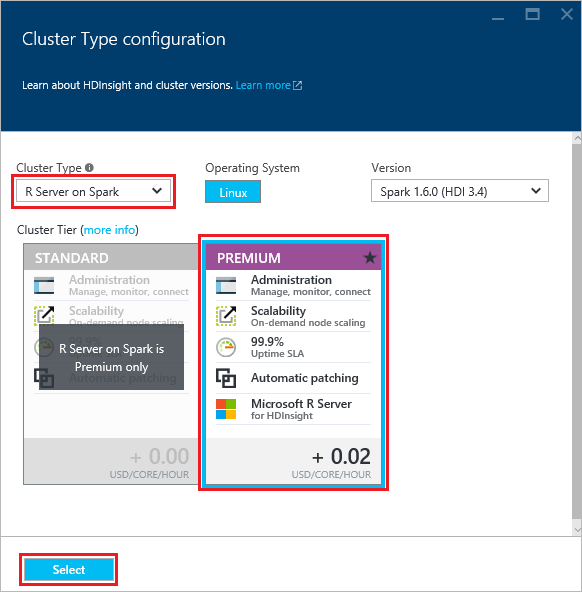 Cluster Type configuration
Learn about HDInsight and cluster versions. Learn more
Cluster Type
Operating System
Version
R Server on Spark
Linux
Spark 1.6.0 (HDI 3.4)
Cluster Tier (more info)
STANDARD
Administration
Manage, monitor, connect
Scalability
On-demand node scaling
99.9%
Uptime SLA
R Server on Spark is
Premium only
Automatic patching
+ 0.00
USD/CORE/HOUR
PREMIUM
Administration
Manage, monitor, connect
Scalability
On-demand node scaling
99.9%
Uptime SLA
Automatic patching
Microsoft R Server
for HDInsight
+ 0.02
USD/CORE/HOUR
Select